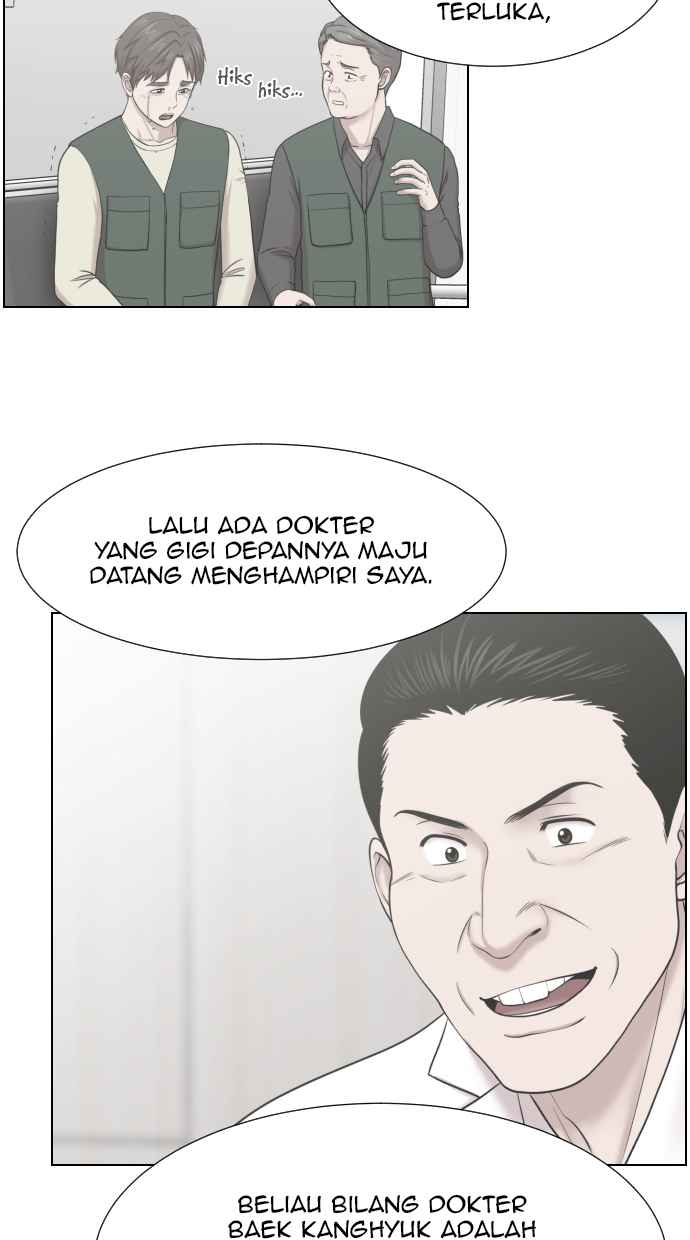 TERLUKA,
Hiks
hiks...
LALU ADA DOKTER
YANG GIGI DEPANNYA MAJU
DATANG MENGHAMPIRI SAYA.
BELIAU BILANG DOKTER
BAEK KANGHYUK ADALAH